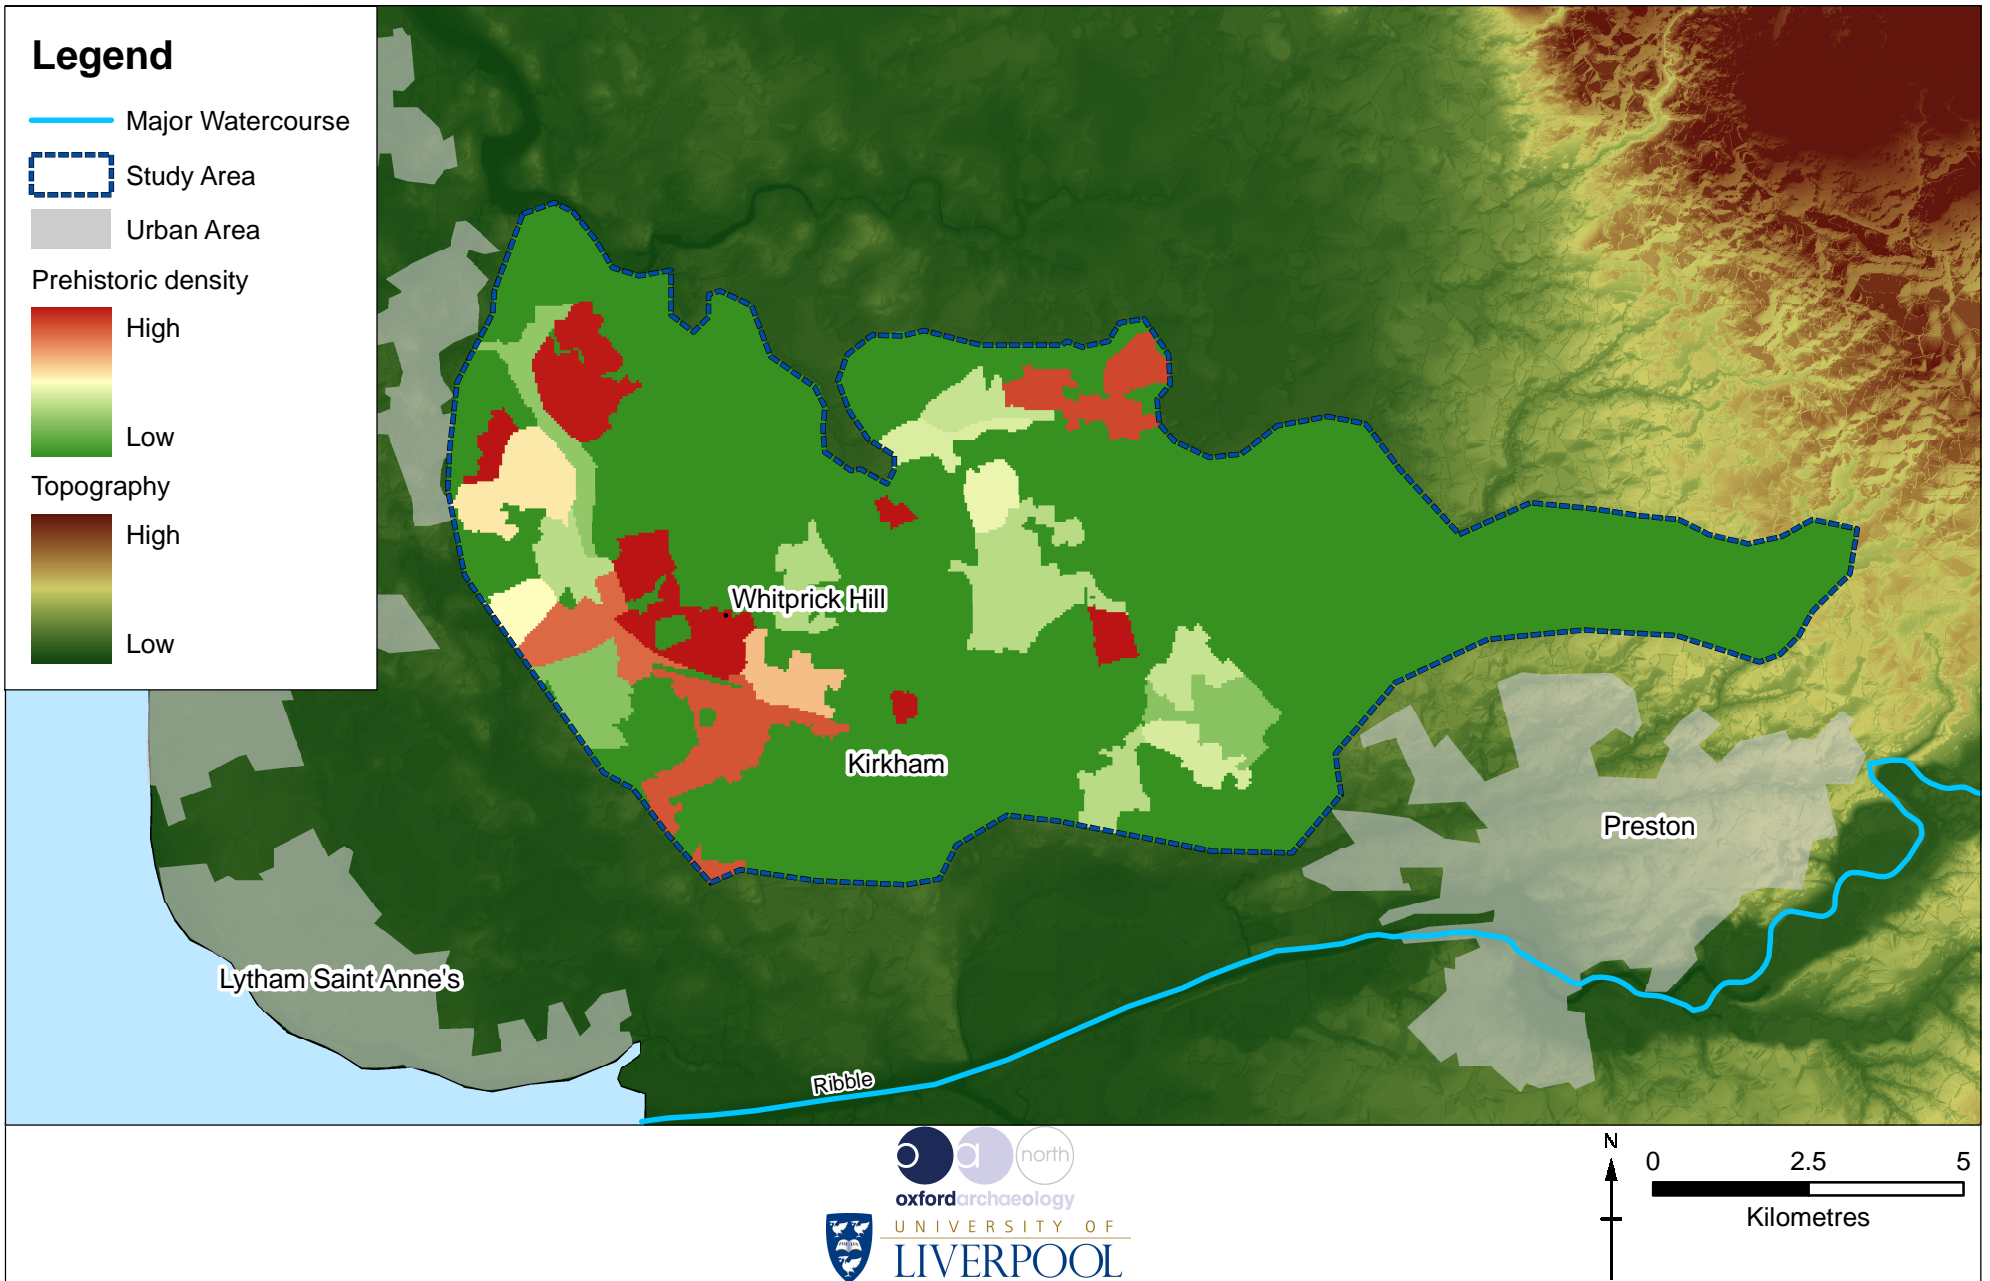 Legend
Major Watercourse
Study Area
Urban Area
Prehistoric density
High
Low
Topography
High
Low
Whitprick Hill
Kirkham
Preston
Lytham Saint Anne's
Ribble
oa north
oxfordarchaeology
UNIVERSITY OF
LIVERPOOL
N
0 2.5 5
Kilometres